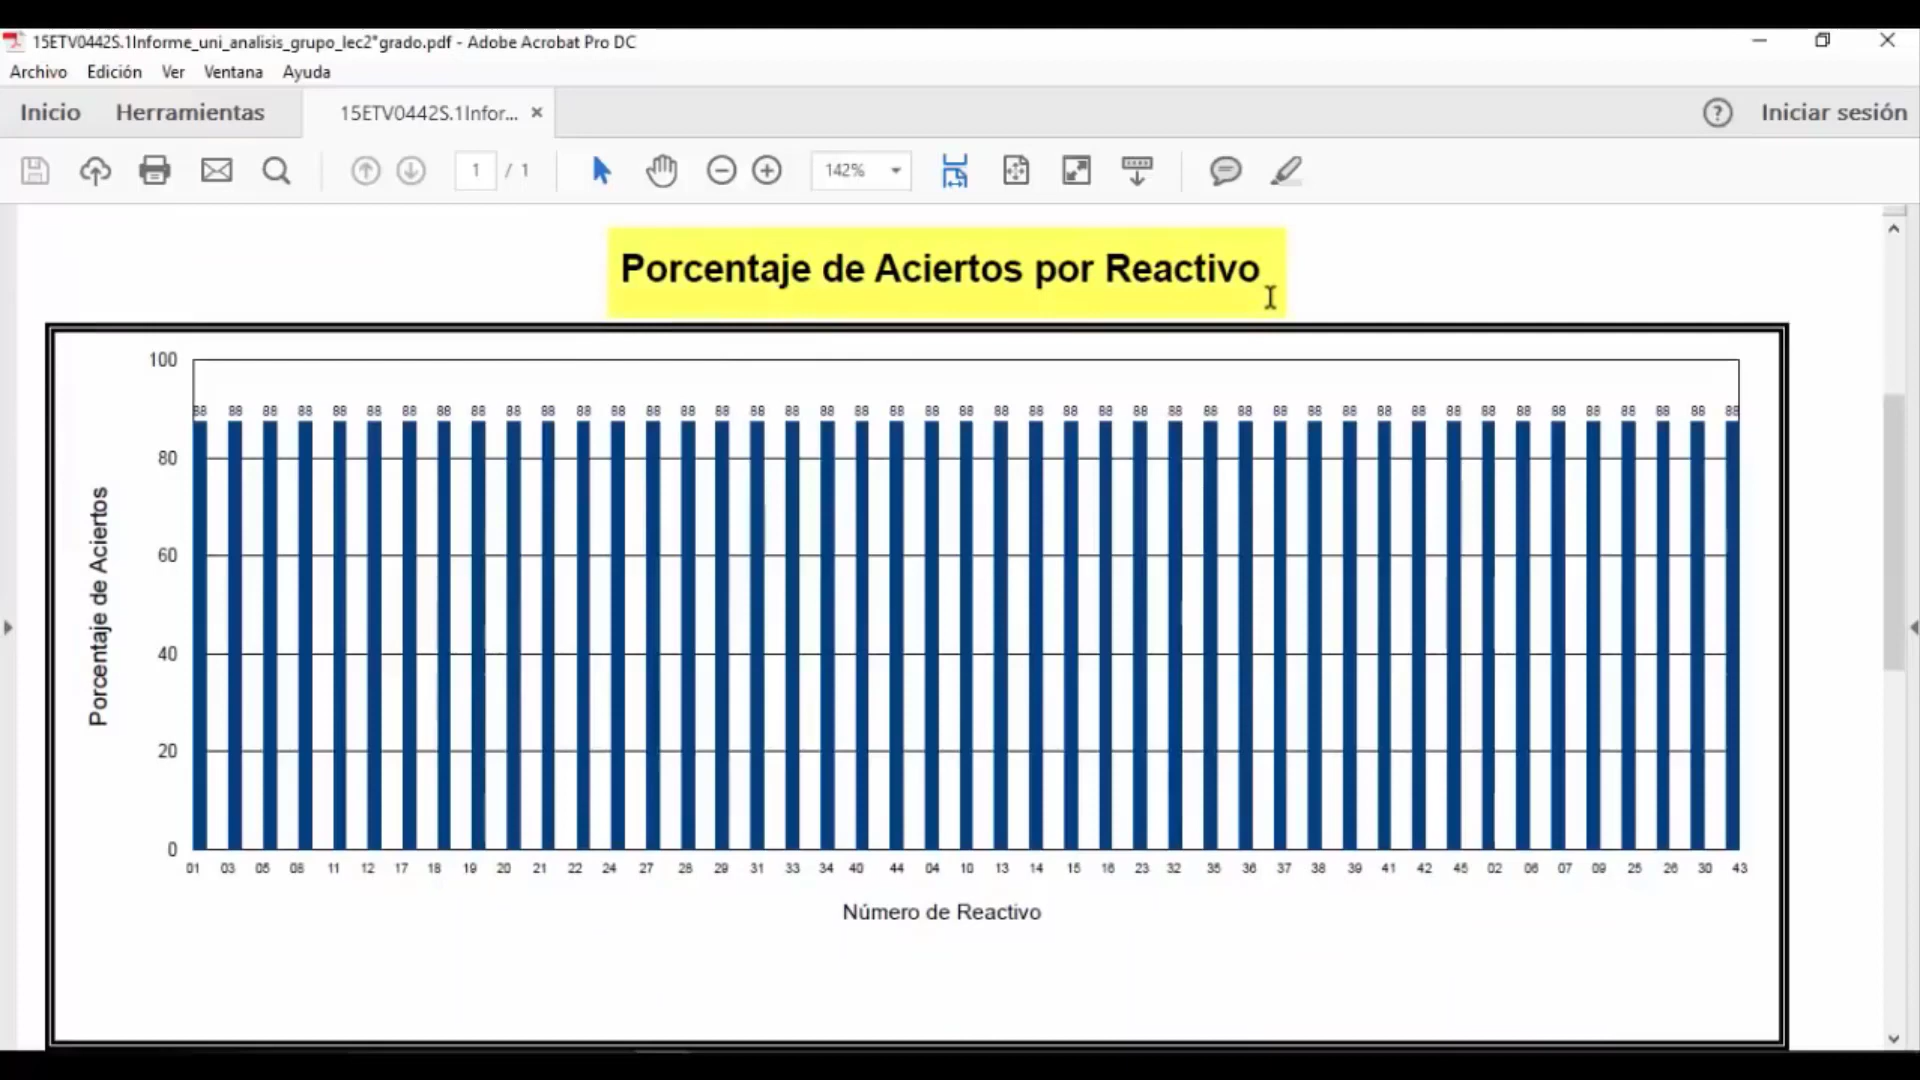 15ETV0442S.1Informe_uni_analisis_grupo_lec2°grado.pdf - Adobe Acrobat Pro DC
Archivo Edición Ver Ventana Ayuda
Inicio Herramientas 15ETV0442S.1Infor... × ? Iniciar sesión
1 / 1 142%
Porcentaje de Aciertos por Reactivo
100
88 88 88 88 88 88 88 88 88 88 88 88 88 88 88 88 88 88 88 88 88 88 88 88 88 88 88 88 88 88 88 88 88 88 88 88 88 88 88 88 88 88 88 88 88
80
60
40
20
0
Porcentaje de Aciertos
01 03 05 08 11 12 17 18 19 20 21 22 24 27 28 29 31 33 34 40 44 04 10 13 14 15 16 23 32 35 36 37 38 39 41 42 45 02 06 07 09 25 26 30 43
Número de Reactivo